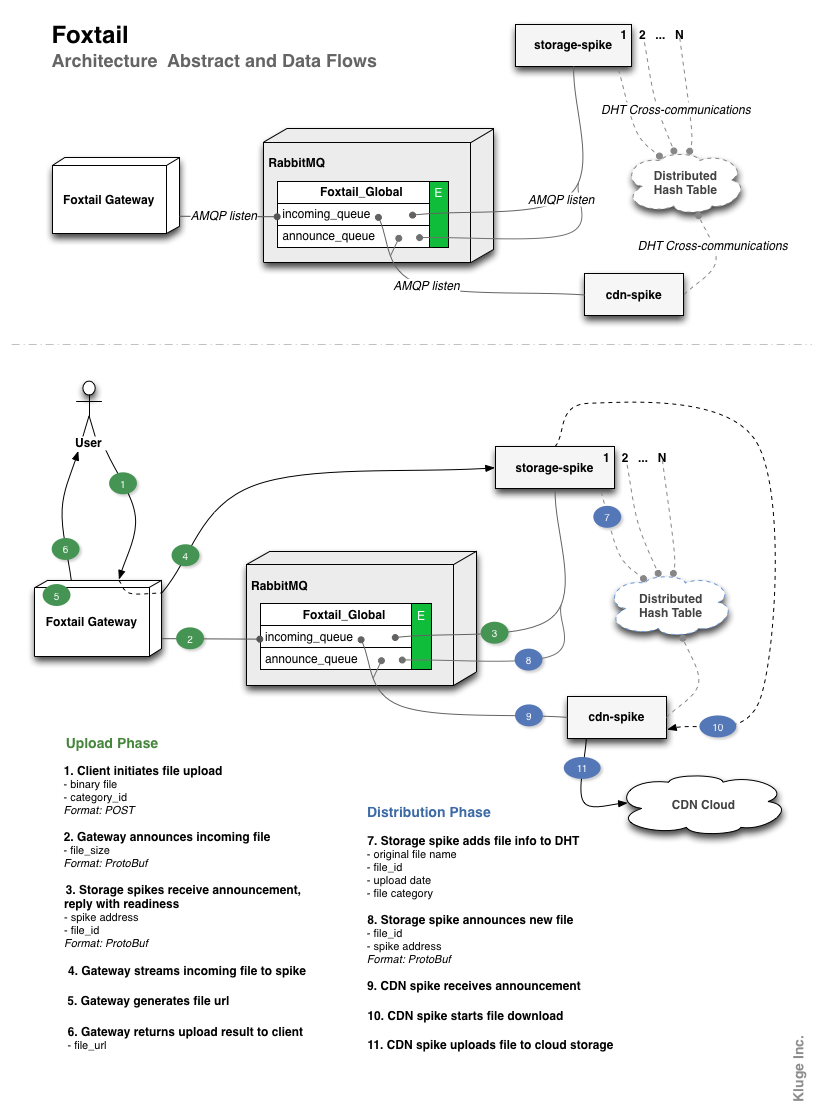 Foxtail
Architecture Abstract and Data Flows
storage-spike
1 2 ... N
DHT Cross-communications
Distributed
Hash Table
RabbitMQ
Foxtail_Global
E
Foxtail Gateway
AMQP listen
incoming_queue
announce_queue
AMQP listen
DHT Cross-communications
AMQP listen
cdn-spike
User
1
storage-spike
1 2 ... N
7
6
4
5
Foxtail Gateway
RabbitMQ
Foxtail_Global
E
Distributed
Hash Table
2
incoming_queue
3
announce_queue
8
9
cdn-spike
10
11
CDN Cloud
Upload Phase
1. Client initiates file upload
- binary file
- category_id
Format: POST
2. Gateway announces incoming file
- file_size
Format: ProtoBuf
3. Storage spikes receive announcement,
reply with readiness
- spike address
- file_id
Format: ProtoBuf
4. Gateway streams incoming file to spike
5. Gateway generates file url
6. Gateway returns upload result to client
- file_url
Distribution Phase
7. Storage spike adds file info to DHT
- original file name
- file_id
- upload date
- file category
8. Storage spike announces new file
- file_id
- spike address
Format: ProtoBuf
9. CDN spike receives announcement
10. CDN spike starts file download
11. CDN spike uploads file to cloud storage
Kluge Inc.